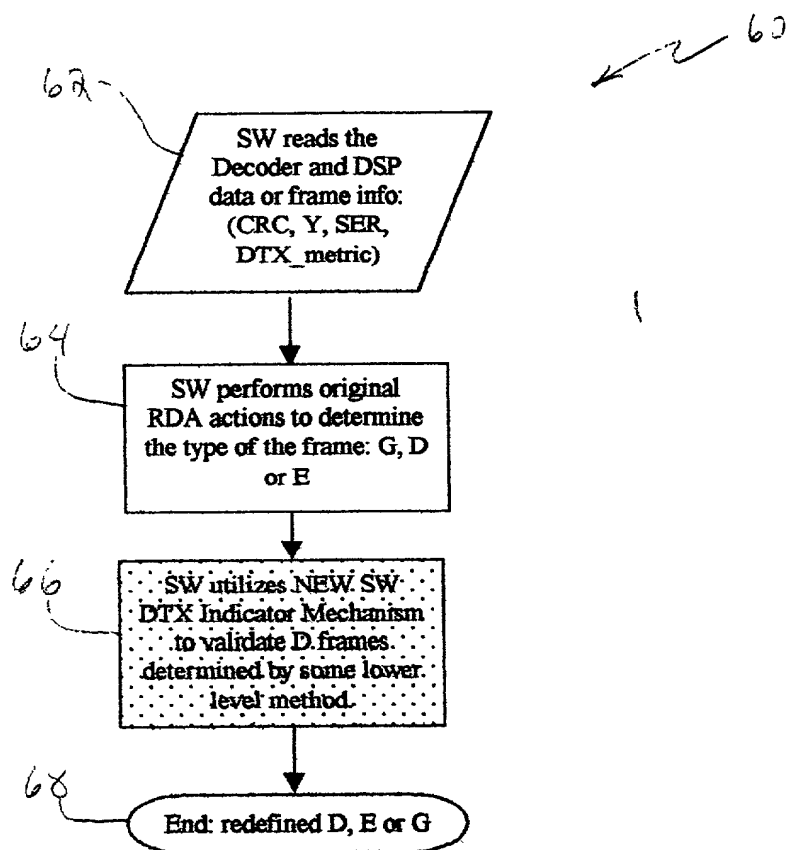 60
62
SW reads the
Decoder and DSP
data or frame info:
(CRC, Y, SER,
DTX_metric)
64
SW performs original
RDA actions to determine
the type of the frame: G, D
or E
66
SW utilizes NEW SW
DTX Indicator Mechanism
to validate D frames
determined by some lower
level method.
68
End: redefined D, E or G